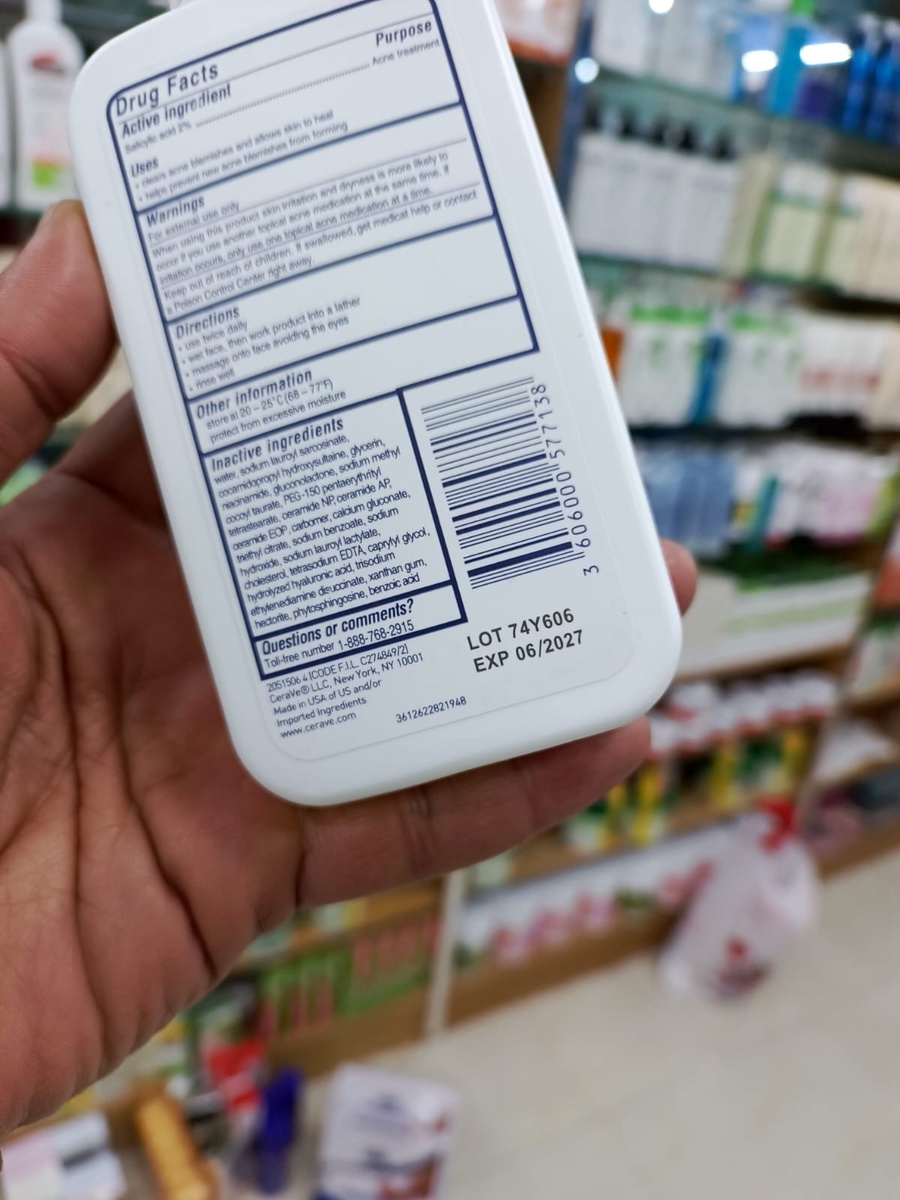 Drug Facts
Active ingredient
Purpose
Salicylic acid 2% ........................................ Acne treatment
Uses
• clears acne blemishes and allows skin to heal
• helps prevent new acne blemishes from forming
Warnings
For external use only
When using this product skin irritation and dryness is more likely to
occur if you use another topical acne medication at the same time. If
irritation occurs, only use one topical acne medication at a time.
Keep out of reach of children. If swallowed, get medical help or contact
a Poison Control Center right away.
Directions
• use twice daily
• wet face, then work product into a lather
• massage onto face avoiding the eyes
• rinse well
Other information
store at 20 – 25°C (68 – 77°F)
protect from excessive moisture
Inactive ingredients
water, sodium lauroyl sarcosinate,
cocamidopropyl hydroxysultaine, glycerin,
niacinamide, gluconolactone, sodium methyl
cocoyl taurate, PEG-150 pentaerythrityl
tetrastearate, ceramide NP, ceramide AP,
ceramide EOP, carbomer, calcium gluconate,
triethyl citrate, sodium benzoate, sodium
hydroxide, sodium lauroyl lactylate,
cholesterol, tetrasodium EDTA, caprylyl glycol,
hydrolyzed hyaluronic acid, trisodium
ethylenediamine disuccinate, xanthan gum,
hectorite, phytosphingosine, benzoic acid
Questions or comments?
Toll-free number 1-888-768-2915
2051506 4 [CODE F.I.L. C274849/2]
CeraVe® LLC, New York, NY 10001
Made in USA of US and/or
Imported Ingredients
www.cerave.com
3612622821948
3 606000 577138
LOT 74Y606
EXP 06/2027